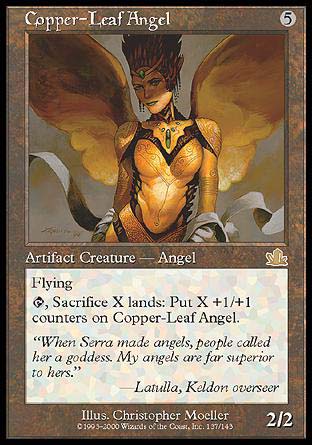 Copper-Leaf Angel 5
Artifact Creature — Angel
Flying
, Sacrifice X lands: Put X +1/+1
counters on Copper-Leaf Angel.
"When Serra made angels, people called
her a goddess. My angels are far superior
to hers."
—Latulla, Keldon overseer
Illus. Christopher Moeller
© 1993–2000 Wizards of the Coast, Inc. 137/143
2/2